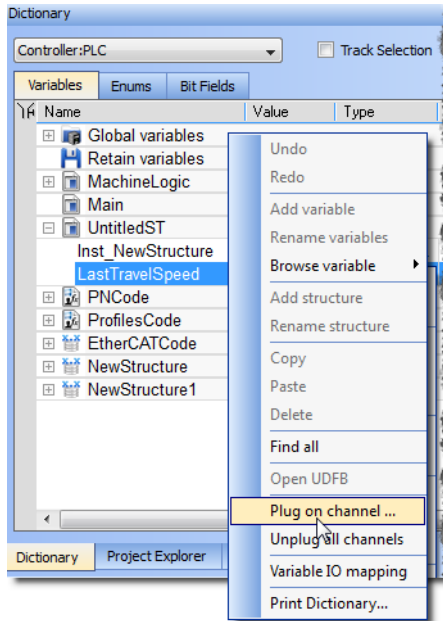 Dictionary
Controller:PLC
Track Selection
Variables Enums Bit Fields
Name Value Type
Global variables
Retain variables
MachineLogic
Main
UntitledST
Inst_NewStructure
LastTravelSpeed
PNCode
ProfilesCode
EtherCATCode
NewStructure
NewStructure1
Undo
Redo
Add variable
Rename variables
Browse variable
Add structure
Rename structure
Copy
Paste
Delete
Find all
Open UDFB
Plug on channel ...
Unplug all channels
Variable IO mapping
Print Dictionary...
Dictionary Project Explorer